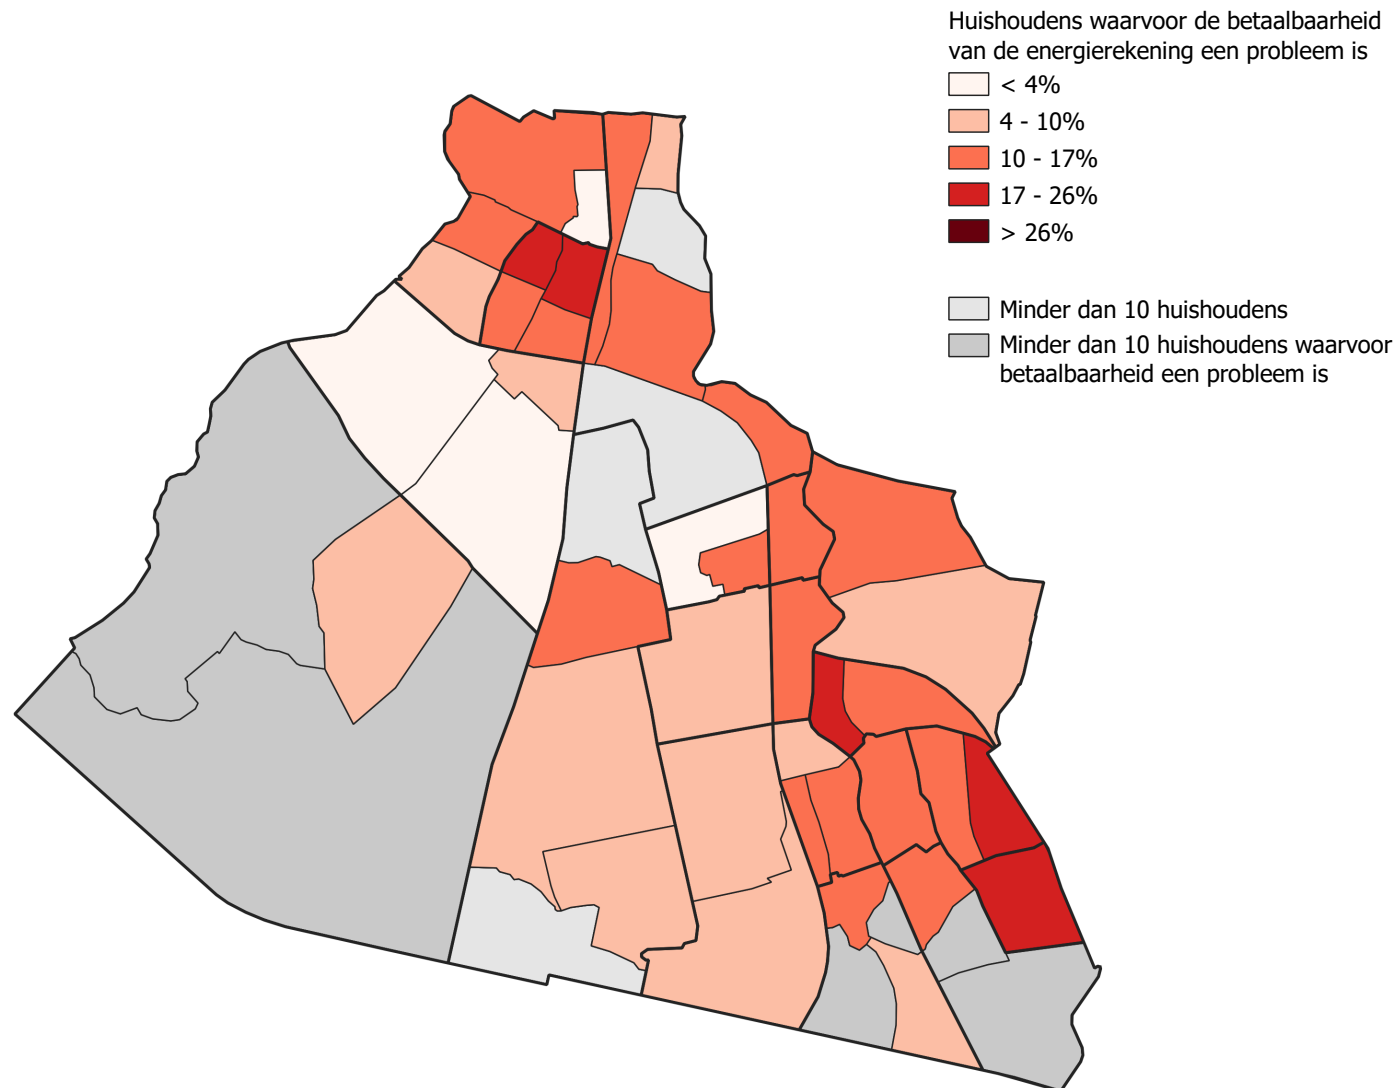 Huishoudens waarvoor de betaalbaarheid
van de energierekening een probleem is
< 4%
4 - 10%
10 - 17%
17 - 26%
> 26%
Minder dan 10 huishoudens
Minder dan 10 huishoudens waarvoor
betaalbaarheid een probleem is